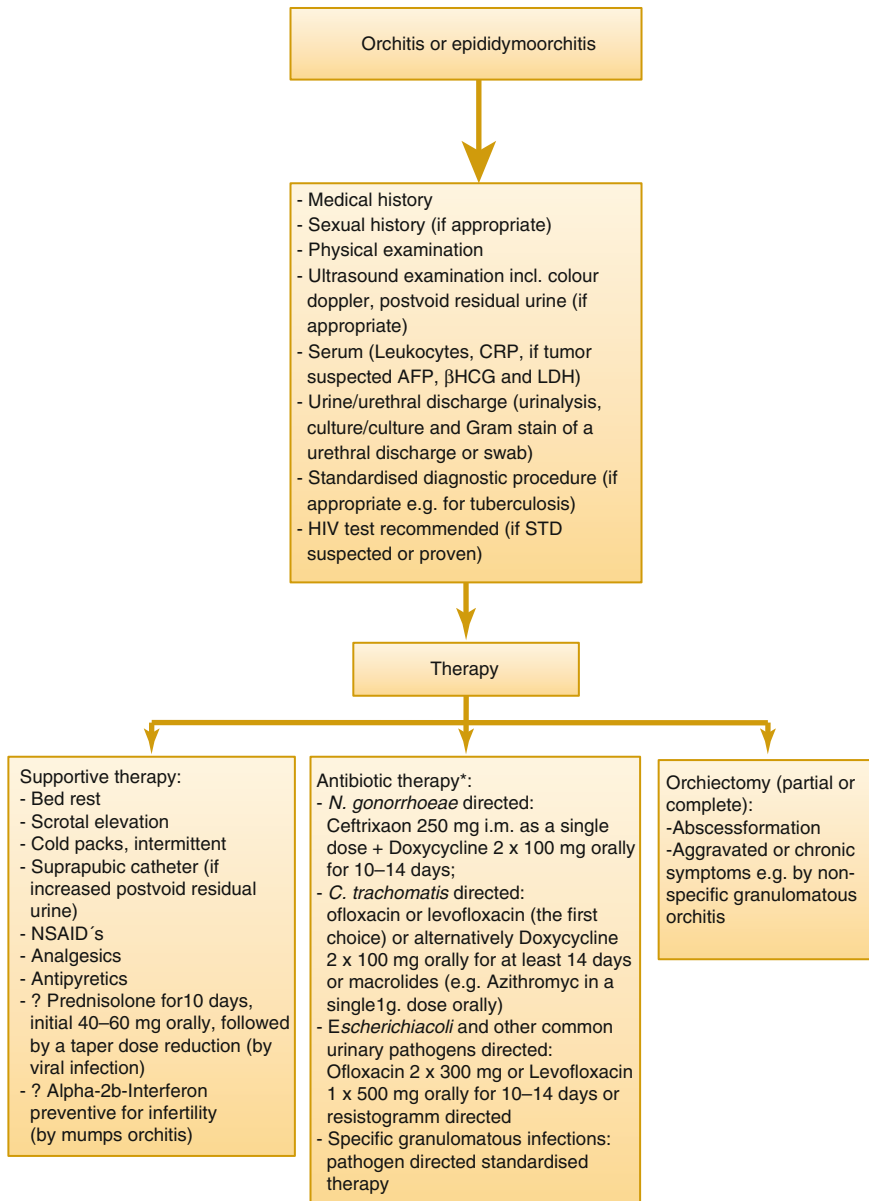 Orchitis or epididymoorchitis
- Medical history
- Sexual history (if appropriate)
- Physical examination
- Ultrasound examination incl. colour
doppler, postvoid residual urine (if
appropriate)
- Serum (Leukocytes, CRP, if tumor
suspected AFP, βHCG and LDH)
- Urine/urethral discharge (urinalysis,
culture/culture and Gram stain of a
urethral discharge or swab)
- Standardised diagnostic procedure (if
appropriate e.g. for tuberculosis)
- HIV test recommended (if STD
suspected or proven)
Therapy
Supportive therapy:
- Bed rest
- Scrotal elevation
- Cold packs, intermittent
- Suprapubic catheter (if
increased postvoid residual
urine)
- NSAID´s
- Analgesics
- Antipyretics
- ? Prednisolone for10 days,
initial 40–60 mg orally, followed
by a taper dose reduction (by
viral infection)
- ? Alpha-2b-Interferon
preventive for infertility
(by mumps orchitis)
Antibiotic therapy*:
- N. gonorrhoeae directed:
Ceftrixaon 250 mg i.m. as a single
dose + Doxycycline 2 x 100 mg orally
for 10–14 days;
- C. trachomatis directed:
ofloxacin or levofloxacin (the first
choice) or alternatively Doxycycline
2 x 100 mg orally for at least 14 days
or macrolides (e.g. Azithromyc in a
single1g. dose orally)
- Escherichiacoli and other common
urinary pathogens directed:
Ofloxacin 2 x 300 mg or Levofloxacin
1 x 500 mg orally for 10–14 days or
resistogramm directed
- Specific granulomatous infections:
pathogen directed standardised
therapy
Orchiectomy (partial or
complete):
-Abscessformation
-Aggravated or chronic
symptoms e.g. by non-
specific granulomatous
orchitis